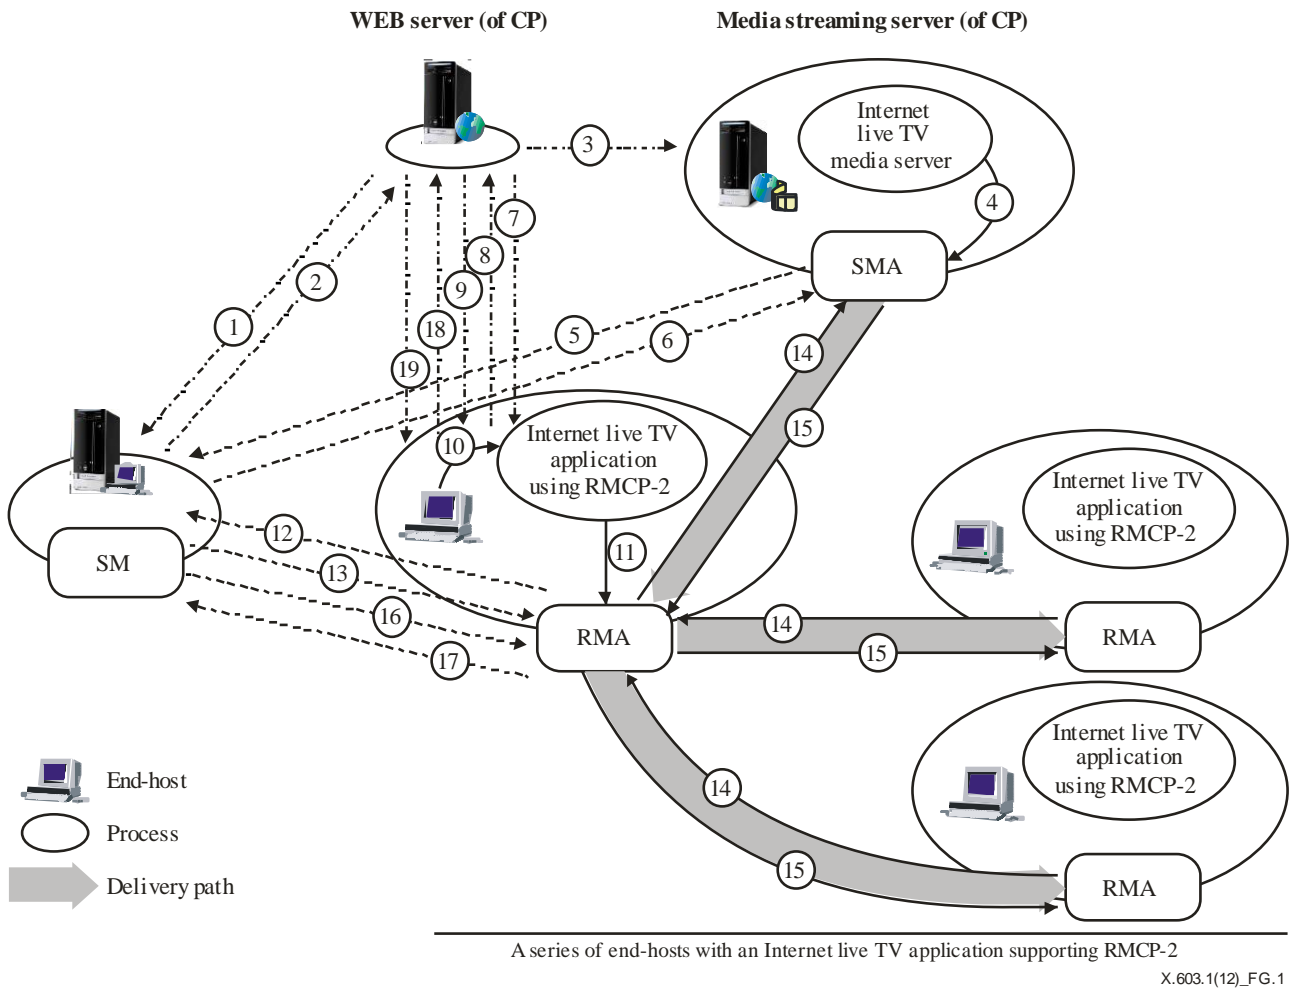 WEB server (of CP)
Media streaming server (of CP)
Internet
live TV
media server
3
4
7
8
9
2
1
18
19
5
6
SMA
14
15
10
Internet live TV
application
using RMCP-2
Internet live TV
application
using RMCP-2
12
13
11
SM
16
17
RMA
14
15
RMA
Internet live TV
application
using RMCP-2
14
15
RMA
End-host
Process
Delivery path
A series of end-hosts with an Internet live TV application supporting RMCP-2
X.603.1(12)_FG.1